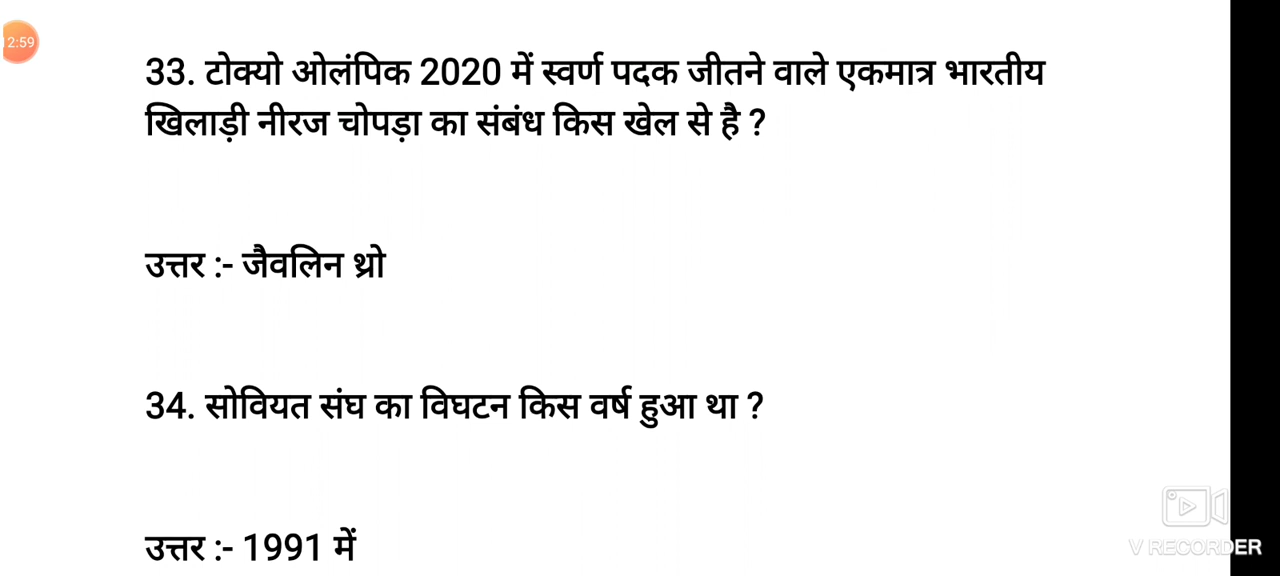 2:59
33. टोक्यो ओलंपिक 2020 में स्वर्ण पदक जीतने वाले एकमात्र भारतीय
खिलाड़ी नीरज चोपड़ा का संबंध किस खेल से है ?
उत्तर :- जैवलिन थ्रो
34. सोवियत संघ का विघटन किस वर्ष हुआ था ?
उत्तर :- 1991 में
V RECORDER